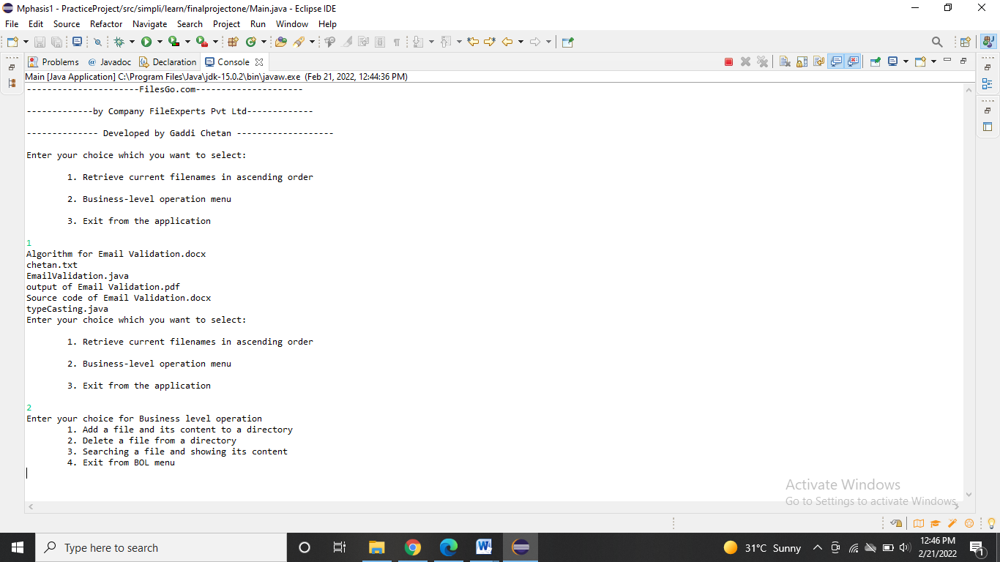 Mphasis1 - PracticeProject/src/simpli/learn/finalprojectone/Main.java - Eclipse IDE
File Edit Source Refactor Navigate Search Project Run Window Help
Problems @ Javadoc Declaration Console
Main [Java Application] C:\Program Files\Java\jdk-15.0.2\bin\javaw.exe (Feb 21, 2022, 12:44:36 PM)
----------------------FilesGo.com---------------------
-------------by Company FileExperts Pvt Ltd-------------
-------------- Developed by Gaddi Chetan -------------------
Enter your choice which you want to select:
1. Retrieve current filenames in ascending order
2. Business-level operation menu
3. Exit from the application
1
Algorithm for Email Validation.docx
chetan.txt
EmailValidation.java
output of Email Validation.pdf
Source code of Email Validation.docx
typeCasting.java
Enter your choice which you want to select:
1. Retrieve current filenames in ascending order
2. Business-level operation menu
3. Exit from the application
2
Enter your choice for Business level operation
1. Add a file and its content to a directory
2. Delete a file from a directory
3. Searching a file and showing its content
4. Exit from BOL menu
Activate Windows
Go to Settings to activate Windows.
Type here to search
31°C Sunny
12:46 PM
2/21/2022
1